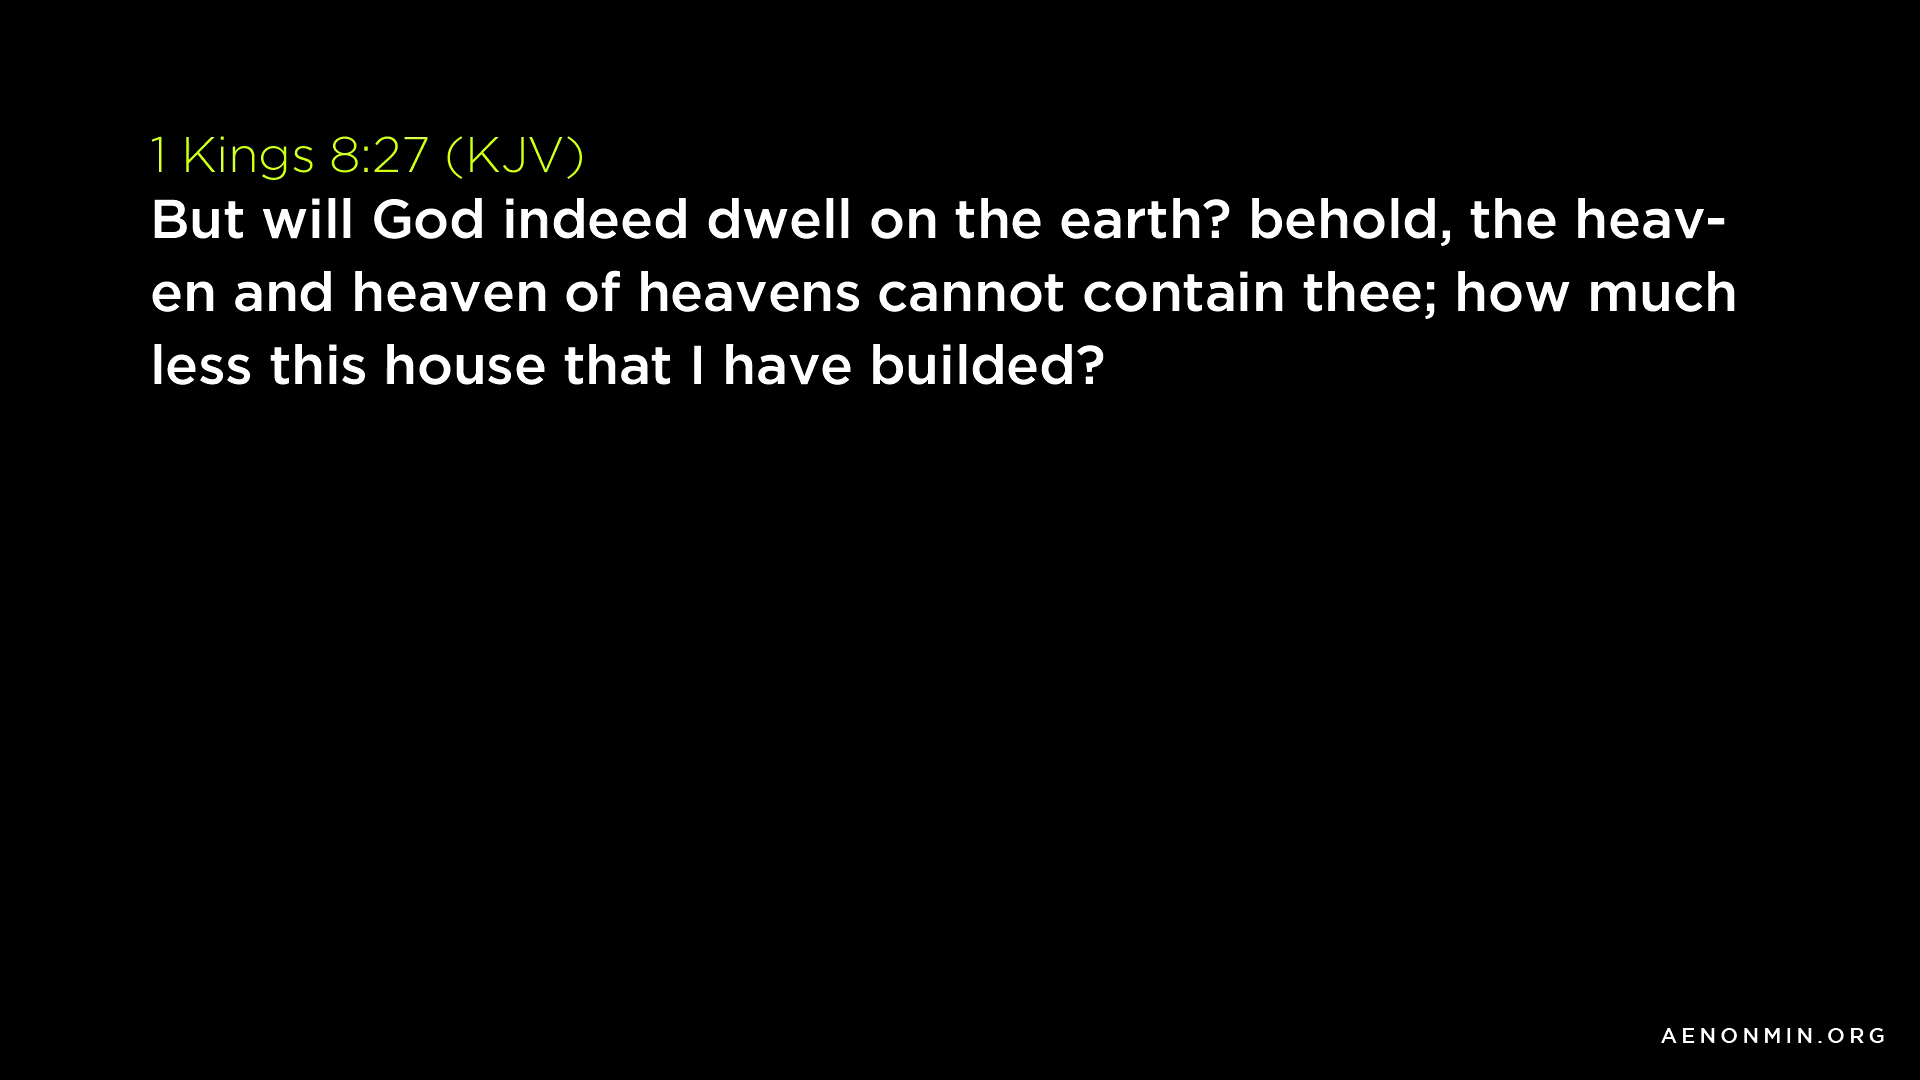 1 Kings 8:27 (KJV)
But will God indeed dwell on the earth? behold, the heav-
en and heaven of heavens cannot contain thee; how much
less this house that I have builded?
AENONMIN.ORG